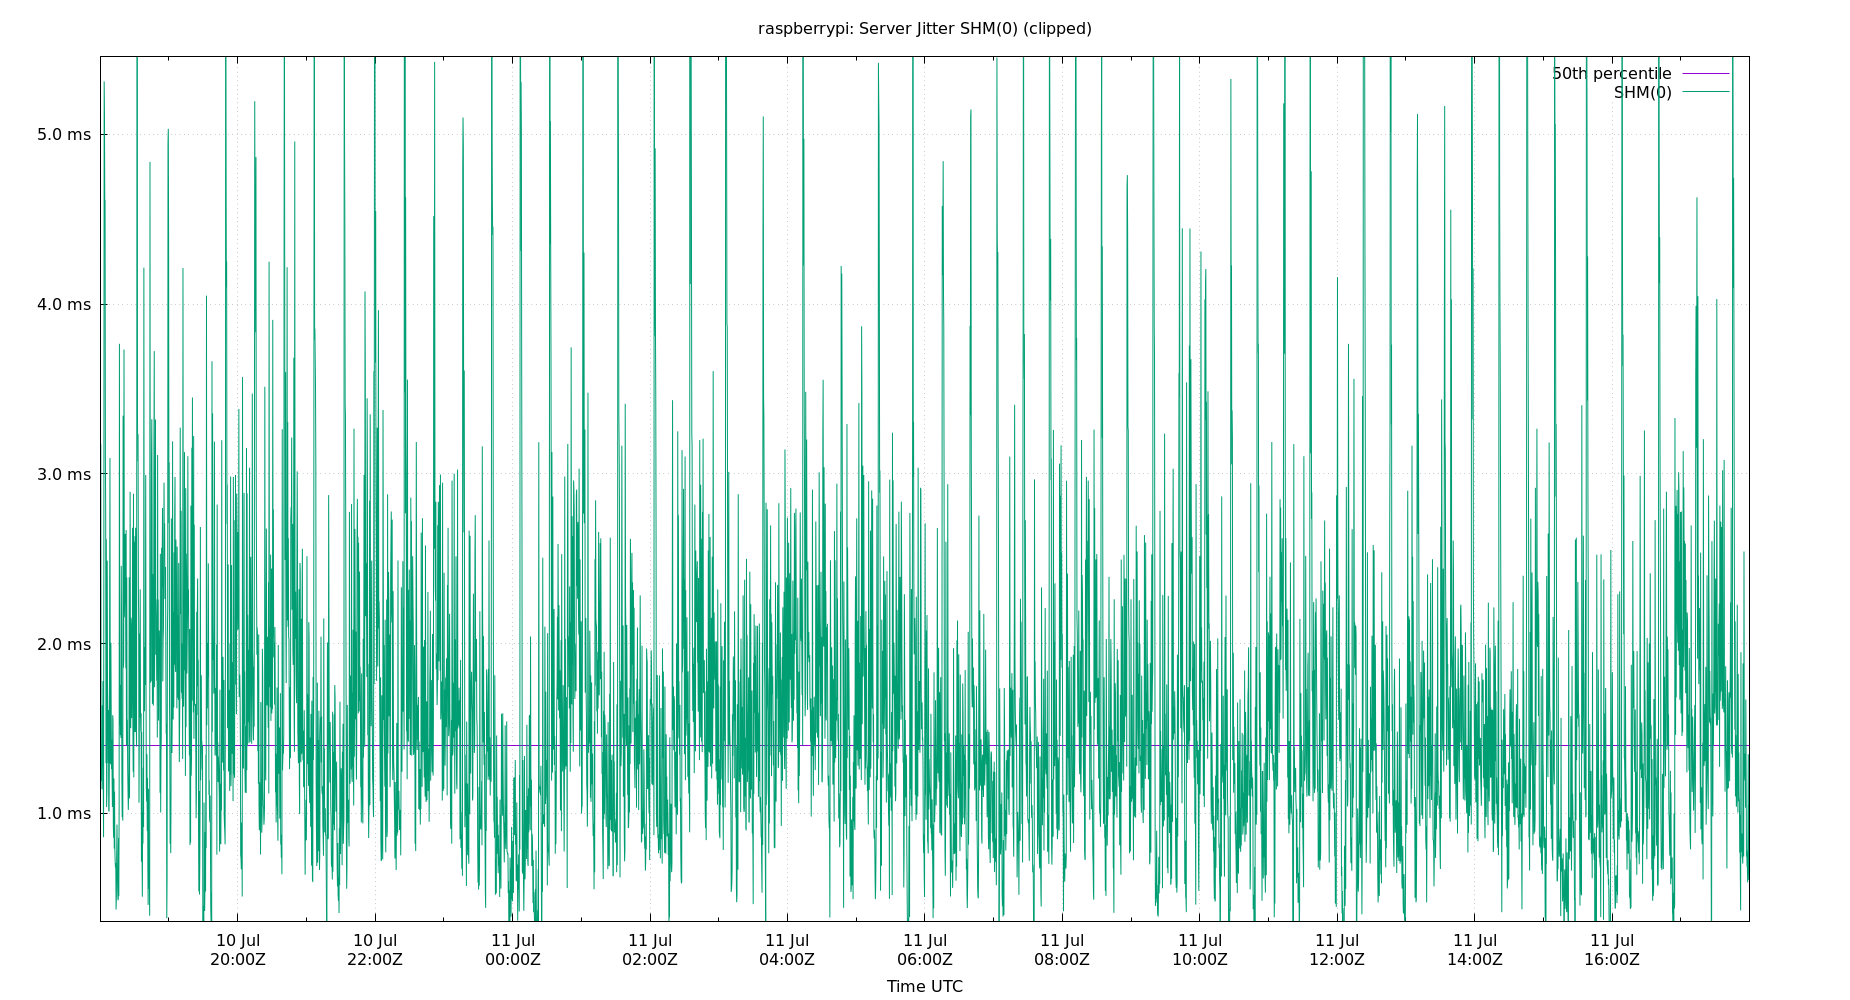 raspberrypi: Server Jitter SHM(0) (clipped)
50th percentile
SHM(0)
5.0 ms
4.0 ms
3.0 ms
2.0 ms
1.0 ms
10 Jul 10 Jul 11 Jul 11 Jul 11 Jul 11 Jul 11 Jul 11 Jul 11 Jul 11 Jul 11 Jul
20:00Z 22:00Z 00:00Z 02:00Z 04:00Z 06:00Z 08:00Z 10:00Z 12:00Z 14:00Z 16:00Z
Time UTC